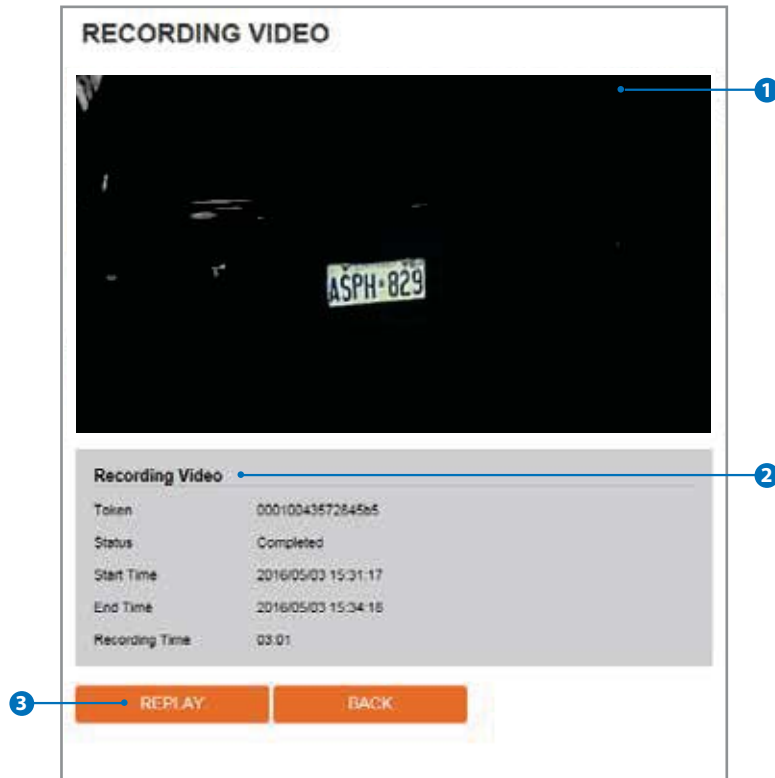 RECORDING VIDEO
1
ASPH 829
Recording Video
2
Token 00010043572845b5
Status Completed
Start Time 2016/05/03 15:31:17
End Time 2016/05/03 15:34:18
Recording Time 03:01
3
REPLAY BACK